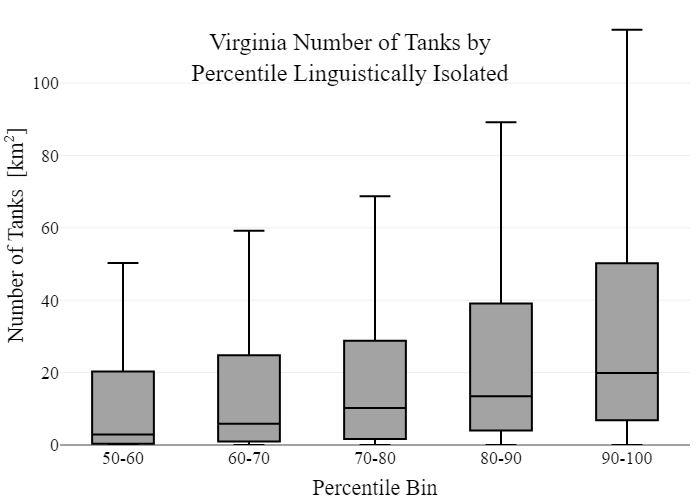 Virginia Number of Tanks by
Percentile Linguistically Isolated
Number of Tanks [km²]
100
80
60
40
20
0
50-60
60-70
70-80
80-90
90-100
Percentile Bin